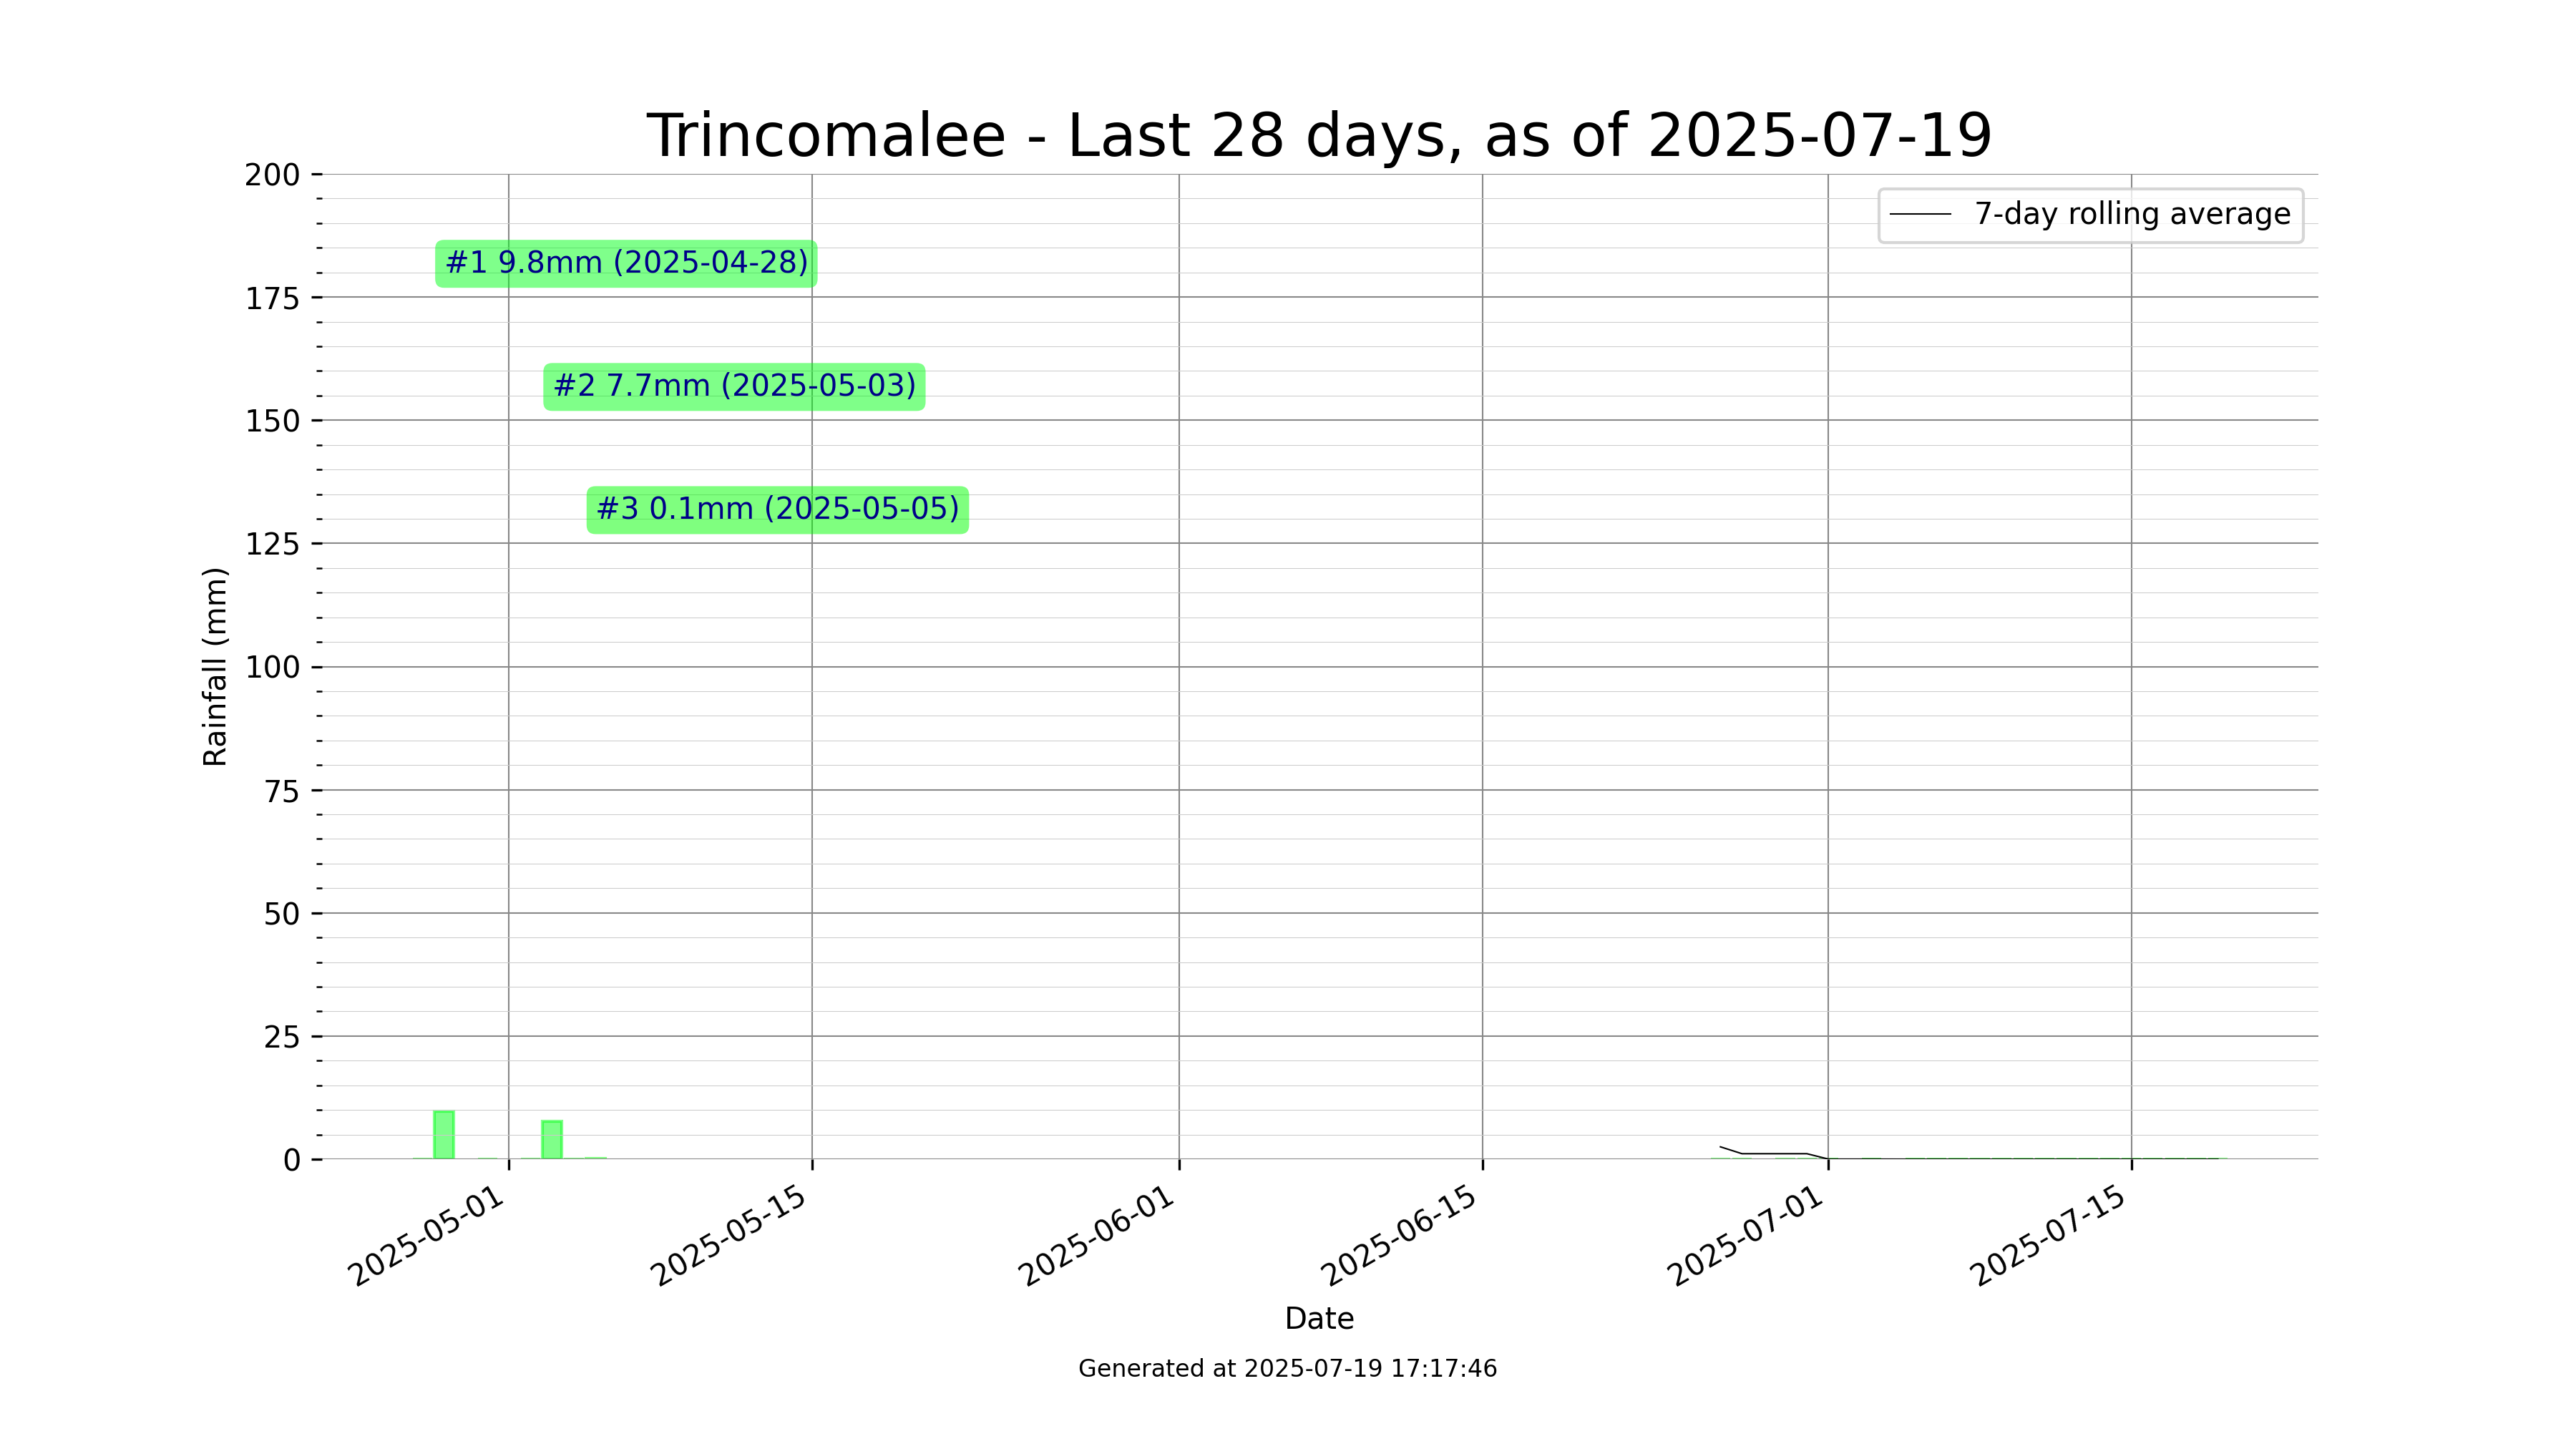 Trincomalee - Last 28 days, as of 2025-07-19
7-day rolling average
#1 9.8mm (2025-04-28)
#2 7.7mm (2025-05-03)
#3 0.1mm (2025-05-05)
Rainfall (mm)
200
175
150
125
100
75
50
25
0
2025-05-01
2025-05-15
2025-06-01
2025-06-15
2025-07-01
2025-07-15
Date
Generated at 2025-07-19 17:17:46